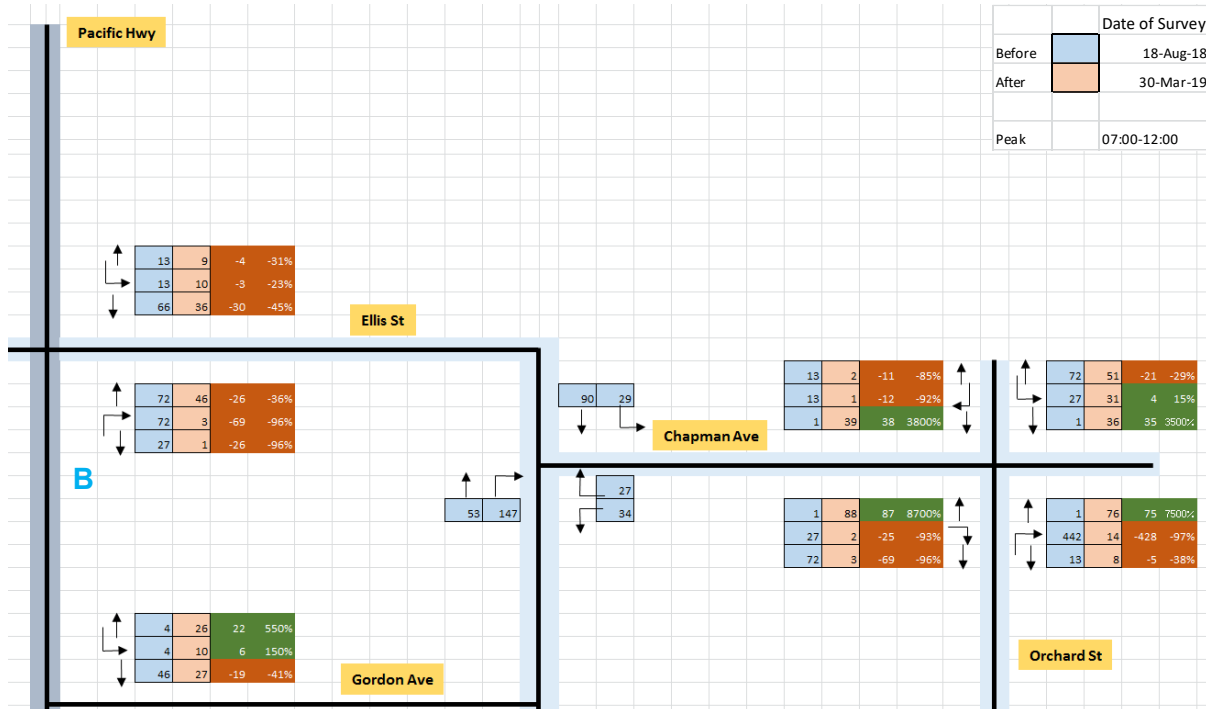 Pacific Hwy
Date of Survey
Before 18-Aug-18
After 30-Mar-19
Peak 07:00-12:00
13 9 -4 -31%
13 10 -3 -23%
66 36 -30 -45%
Ellis St
72 46 -26 -36%
72 3 -69 -96%
27 1 -26 -96%
B
90 29
Chapman Ave
13 2 -11 -85%
13 1 -12 -92%
1 39 38 3800%
72 51 -21 -29%
27 31 4 15%
1 36 35 3500%
53 147
27
34
1 88 87 8700%
27 2 -25 -93%
72 3 -69 -96%
1 76 75 7500%
442 14 -428 -97%
13 8 -5 -38%
4 26 22 550%
4 10 6 150%
46 27 -19 -41%
Gordon Ave
Orchard St